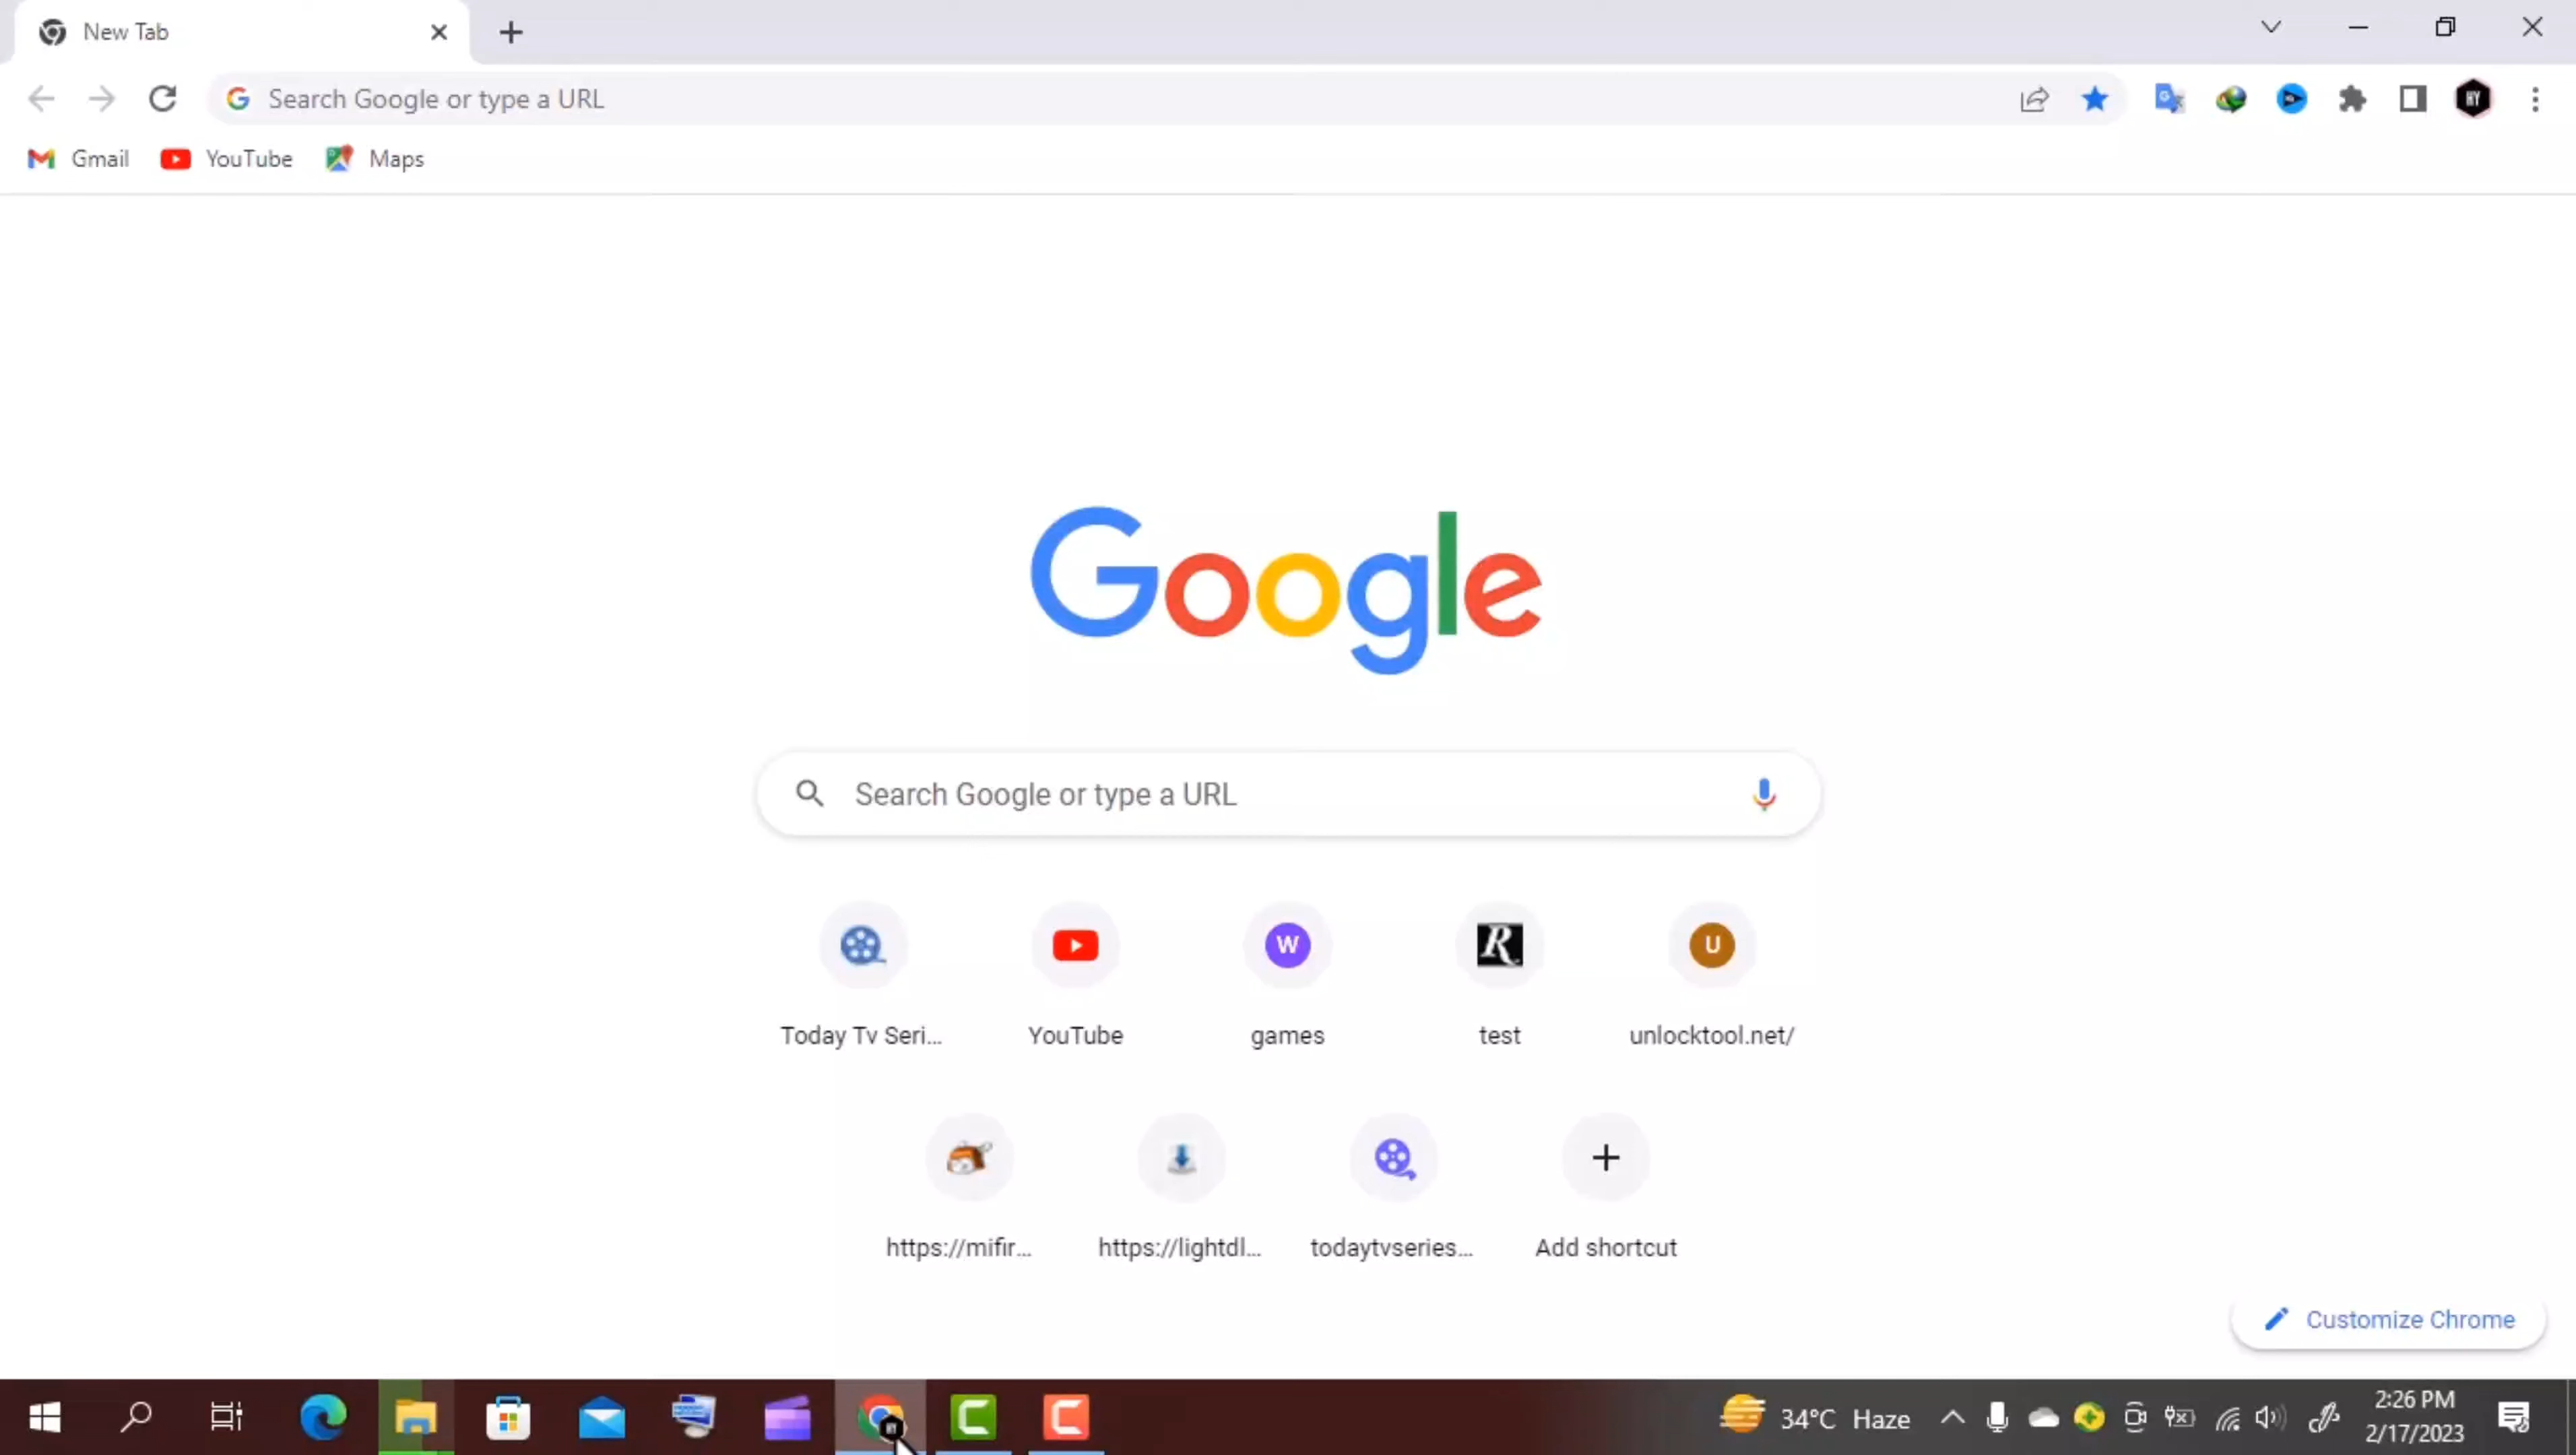 New Tab
Search Google or type a URL
Gmail YouTube Maps
Google
Search Google or type a URL
W R U
Today Tv Seri... YouTube games test unlocktool.net/
https://mifir... https://lightdl... todaytvseries... Add shortcut
Customize Chrome
34°C Haze
2:26 PM
2/17/2023